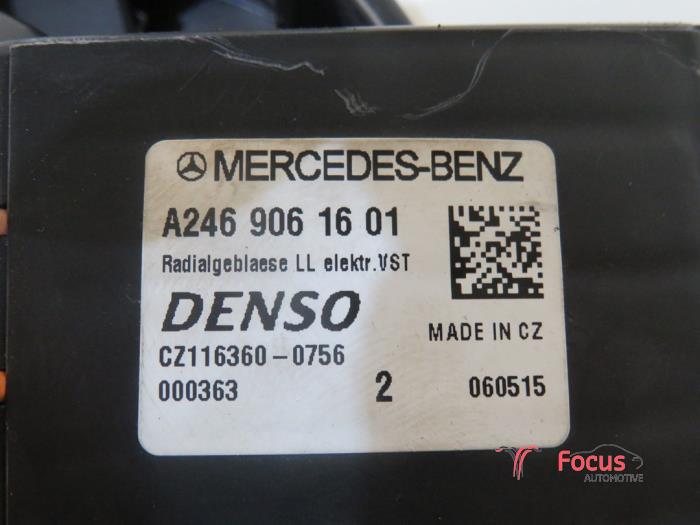 MERCEDES-BENZ
A246 906 16 01
Radialgeblaese LL elektr.VST
DENSO
MADE IN CZ
CZ116360-0756
000363 2 060515
Focus
AUTOMOTIVE